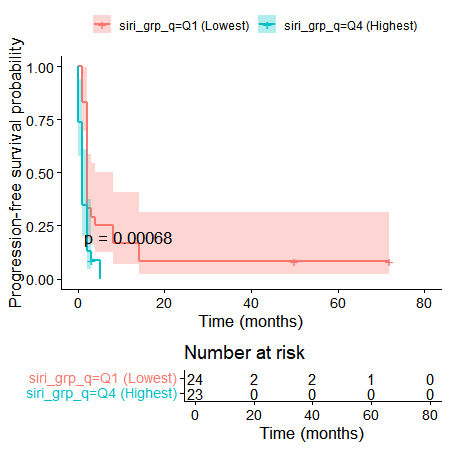 siri_grp_q=Q1 (Lowest) siri_grp_q=Q4 (Highest)
Progression-free survival probability
1.00
0.75
0.50
0.25
0.00
p = 0.00068
0 20 40 60 80
Time (months)
Number at risk
siri_grp_q=Q1 (Lowest) 24 2 2 1 0
siri_grp_q=Q4 (Highest) 23 0 0 0 0
0 20 40 60 80
Time (months)